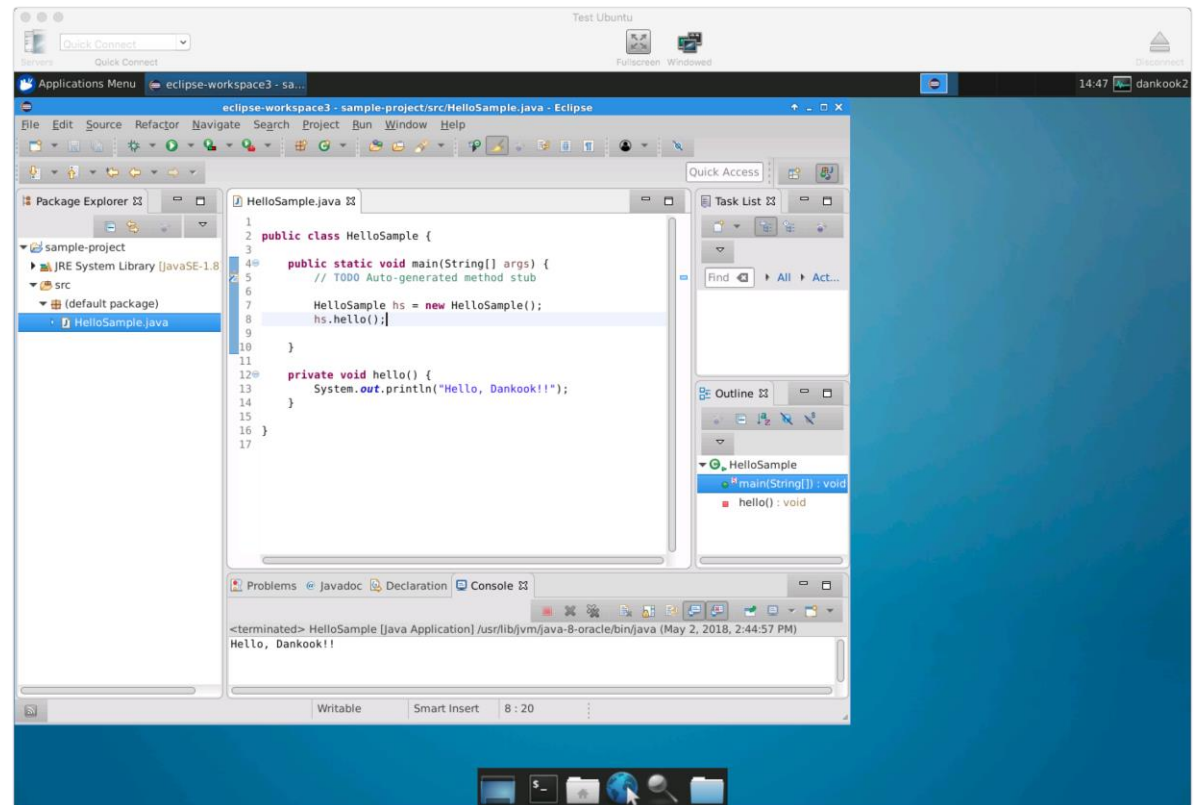 Test Ubuntu
Quick Connect
Servers Quick Connect Fullscreen Windowed Disconnect
Applications Menu eclipse-workspace3 - sa... 14:47 dankook2
eclipse-workspace3 - sample-project/src/HelloSample.java - Eclipse
File Edit Source Refactor Navigate Search Project Run Window Help
Quick Access
Package Explorer
sample-project
JRE System Library [JavaSE-1.8
src
(default package)
HelloSample.java
HelloSample.java
1
2 public class HelloSample {
3
4 public static void main(String[] args) {
5 // TODO Auto-generated method stub
6
7 HelloSample hs = new HelloSample();
8 hs.hello();
9
10 }
11
12 private void hello() {
13 System.out.println("Hello, Dankook!!");
14 }
15
16 }
17
Task List
Find All Act...
Outline
HelloSample
main(String[]) : void
hello() : void
Problems Javadoc Declaration Console
<terminated> HelloSample [Java Application] /usr/lib/jvm/java-8-oracle/bin/java (May 2, 2018, 2:44:57 PM)
Hello, Dankook!!
Writable Smart Insert 8 : 20